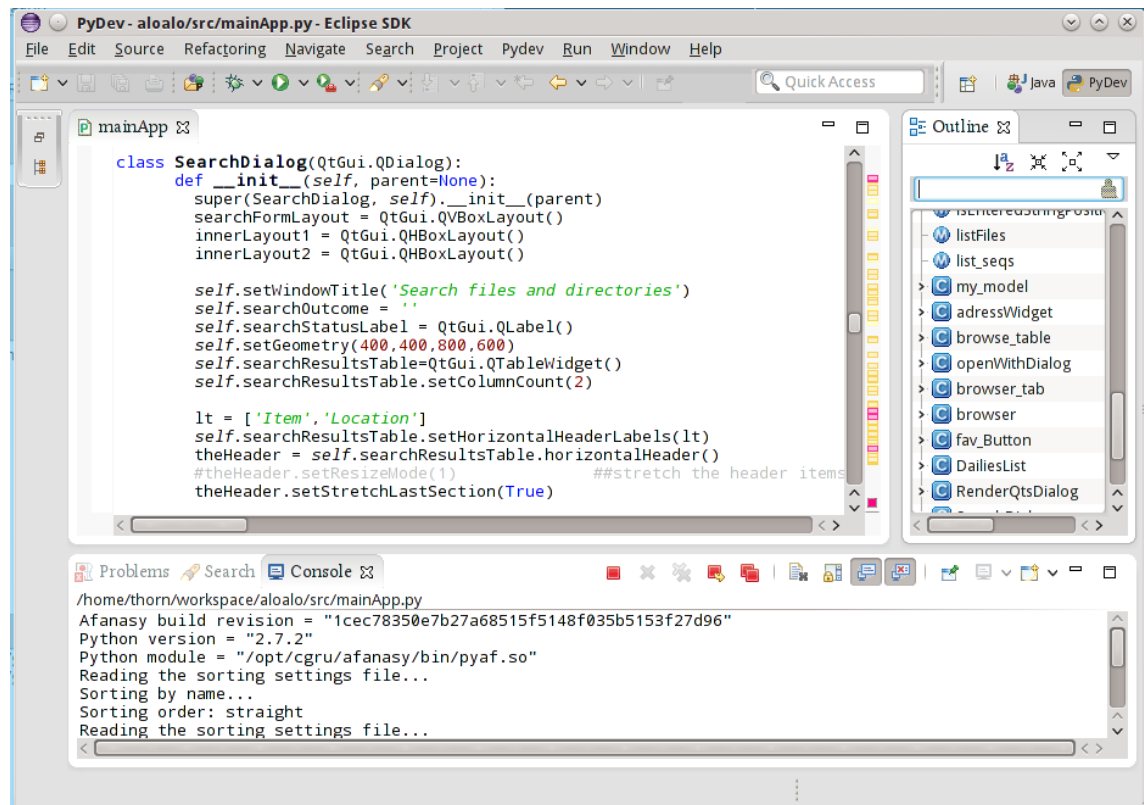 PyDev - aloalo/src/mainApp.py - Eclipse SDK
File Edit Source Refactoring Navigate Search Project Pydev Run Window Help
Quick Access
Java
PyDev
mainApp
class SearchDialog(QtGui.QDialog):
def __init__(self, parent=None):
super(SearchDialog, self).__init__(parent)
searchFormLayout = QtGui.QVBoxLayout()
innerLayout1 = QtGui.QHBoxLayout()
innerLayout2 = QtGui.QHBoxLayout()
self.setWindowTitle('Search files and directories')
self.searchOutcome = ''
self.searchStatusLabel = QtGui.QLabel()
self.setGeometry(400,400,800,600)
self.searchResultsTable=QtGui.QTableWidget()
self.searchResultsTable.setColumnCount(2)
lt = ['Item','Location']
self.searchResultsTable.setHorizontalHeaderLabels(lt)
theHeader = self.searchResultsTable.horizontalHeader()
#theHeader.setResizeMode(1) ##stretch the header items
theHeader.setStretchLastSection(True)
Outline
listFiles
list_seqs
my_model
adressWidget
browse_table
openWithDialog
browser_tab
browser
fav_Button
DailiesList
RenderQtsDialog
Problems Search Console
/home/thorn/workspace/aloalo/src/mainApp.py
Afanasy build revision = "1cec78350e7b27a68515f5148f035b5153f27d96"
Python version = "2.7.2"
Python module = "/opt/cgru/afanasy/bin/pyaf.so"
Reading the sorting settings file...
Sorting by name...
Sorting order: straight
Reading the sorting settings file...